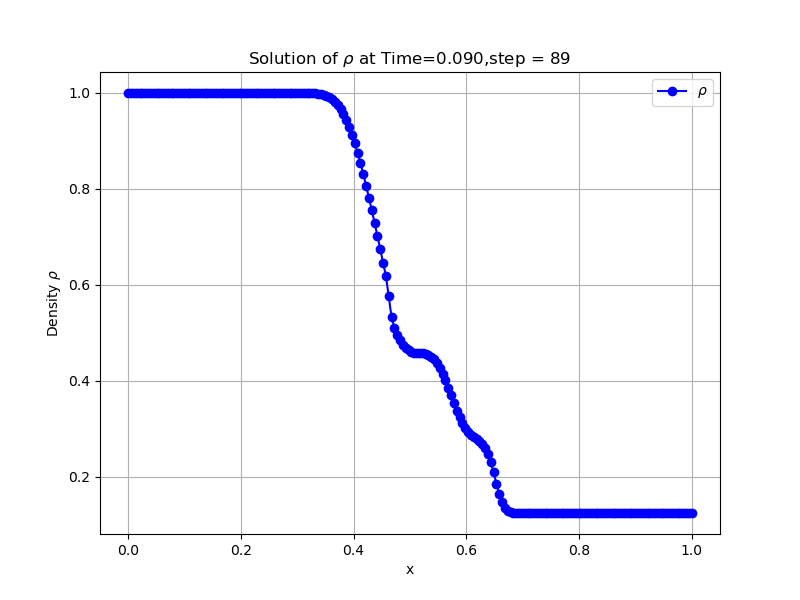 Solution of ρ at Time=0.090,step = 89
ρ
1.0
0.8
0.6
0.4
0.2
Density ρ
0.0 0.2 0.4 0.6 0.8 1.0
x